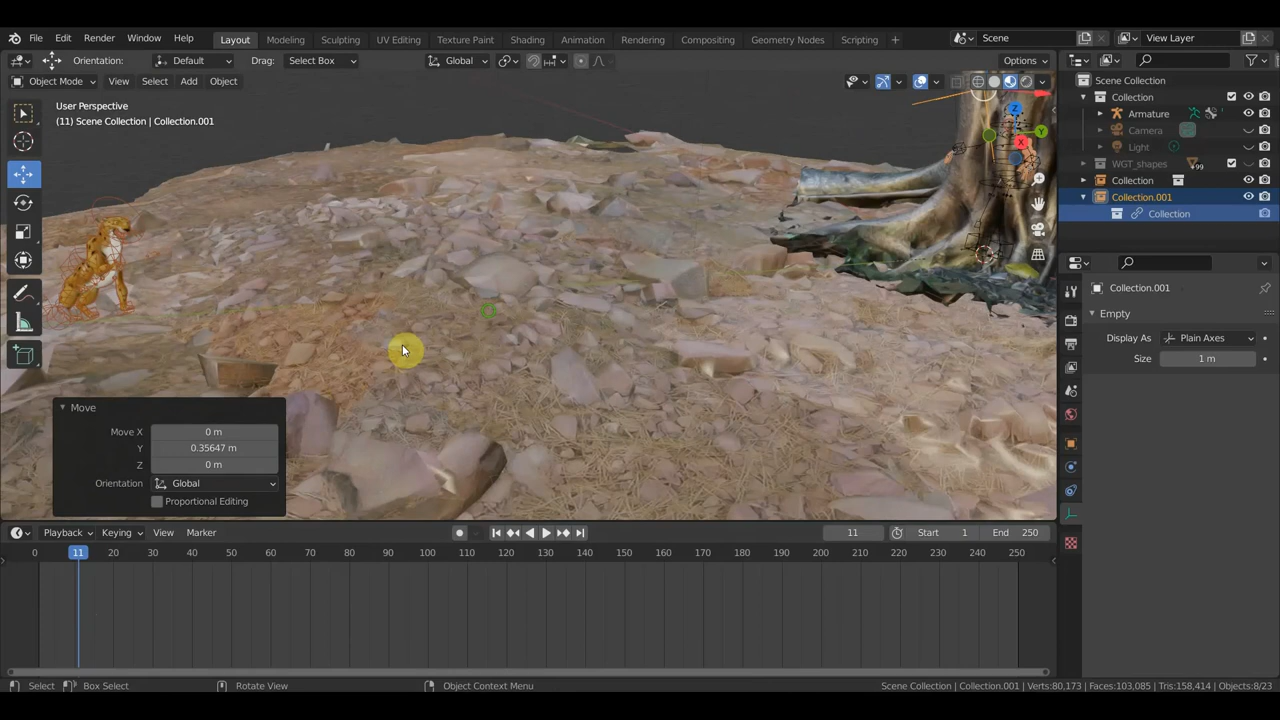 File Edit Render Window Help Layout Modeling Sculpting UV Editing Texture Paint Shading Animation Rendering Compositing Geometry Nodes Scripting + Scene View Layer
Orientation: Default Drag: Select Box Global Options
Object Mode View Select Add Object
User Perspective
(11) Scene Collection | Collection.001
Z
Y
X
Scene Collection
Collection
Armature
Camera
Light
WGT_shapes 99
Collection
Collection.001
Collection
Collection.001
Empty
Display As Plain Axes
Size 1 m
Move
Move X 0 m
Y 0.35647 m
Z 0 m
Orientation Global
Proportional Editing
Playback Keying View Marker 11 Start 1 End 250
0 11 20 30 40 50 60 70 80 90 100 110 120 130 140 150 160 170 180 190 200 210 220 230 240 250
Select Box Select Rotate View Object Context Menu Scene Collection | Collection.001 | Verts:80,173 | Faces:103,085 | Tris:158,414 | Objects:8/23